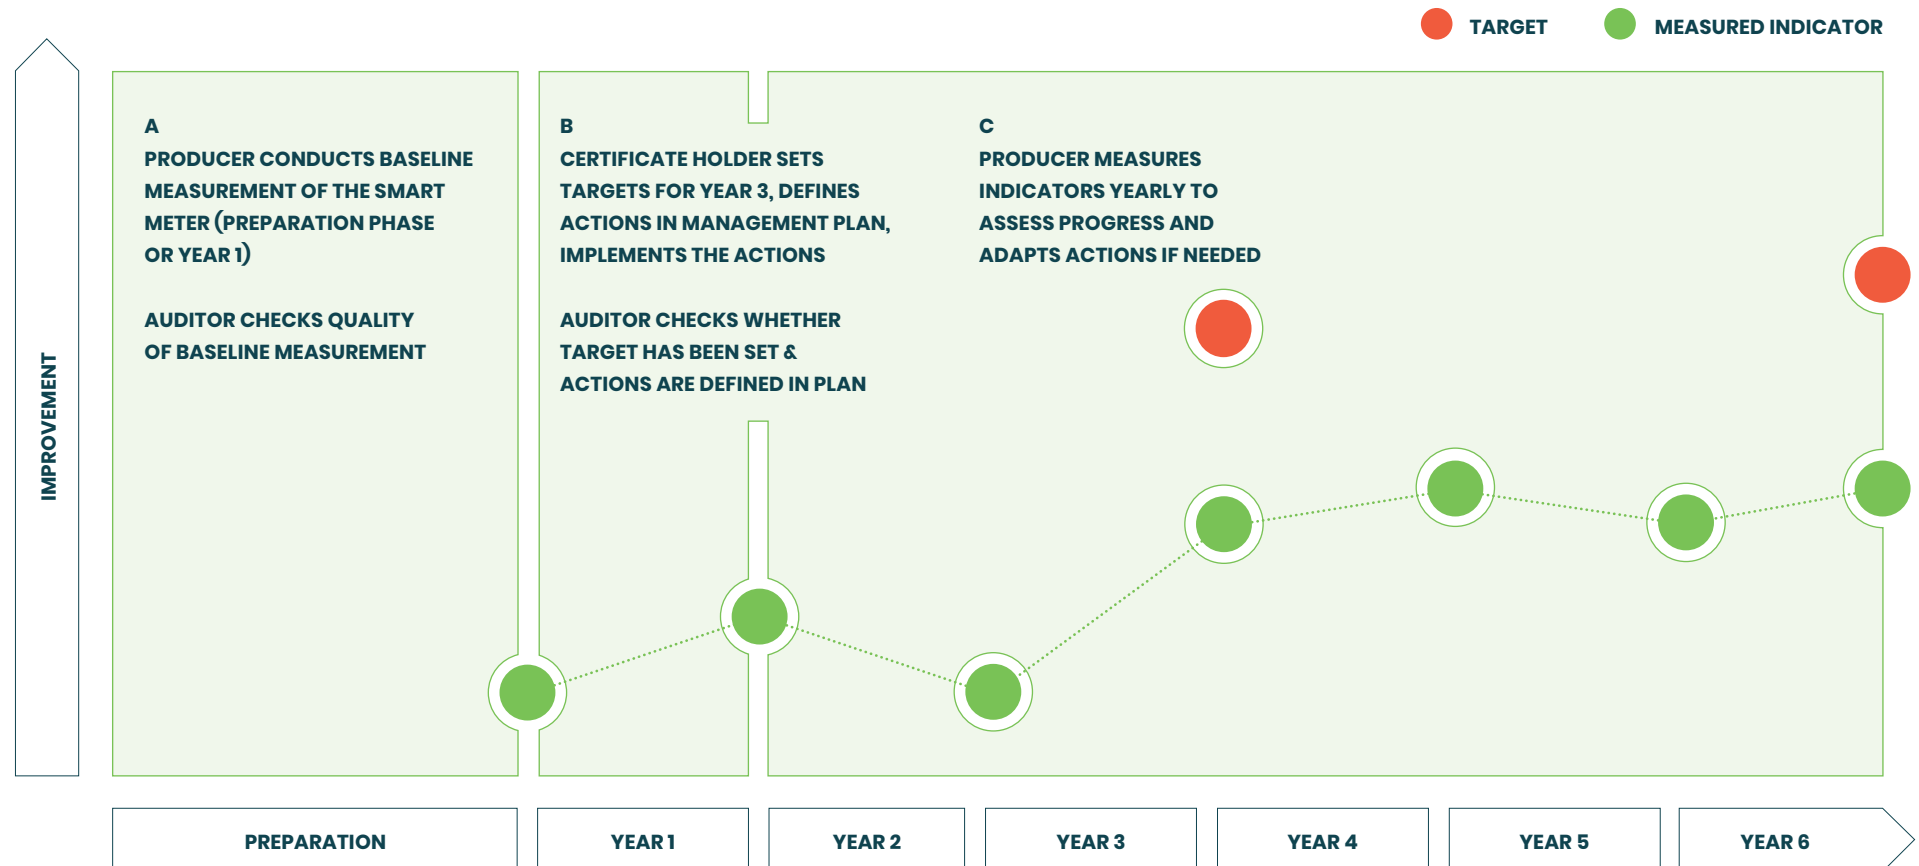 TARGET
MEASURED INDICATOR
IMPROVEMENT
A
PRODUCER CONDUCTS BASELINE
MEASUREMENT OF THE SMART
METER (PREPARATION PHASE
OR YEAR 1)
AUDITOR CHECKS QUALITY
OF BASELINE MEASUREMENT
B
CERTIFICATE HOLDER SETS
TARGETS FOR YEAR 3, DEFINES
ACTIONS IN MANAGEMENT PLAN,
IMPLEMENTS THE ACTIONS
AUDITOR CHECKS WHETHER
TARGET HAS BEEN SET &
ACTIONS ARE DEFINED IN PLAN
C
PRODUCER MEASURES
INDICATORS YEARLY TO
ASSESS PROGRESS AND
ADAPTS ACTIONS IF NEEDED
PREPARATION
YEAR 1
YEAR 2
YEAR 3
YEAR 4
YEAR 5
YEAR 6